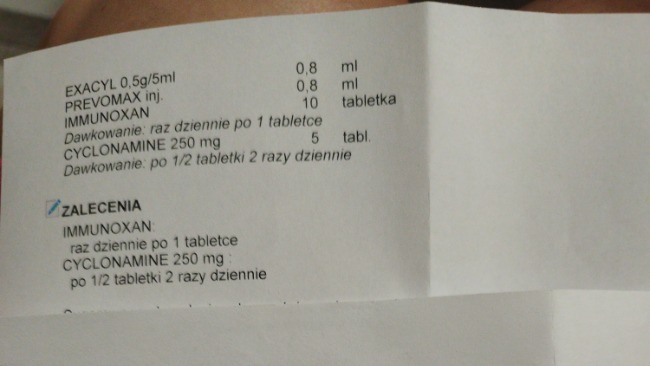 EXACYL 0,5g/5ml 0,8 ml
PREVOMAX inj. 0,8 ml
IMMUNOXAN 10 tabletka
Dawkowanie: raz dziennie po 1 tabletce
CYCLONAMINE 250 mg 5 tabl.
Dawkowanie: po 1/2 tabletki 2 razy dziennie
ZALECENIA
IMMUNOXAN:
raz dziennie po 1 tabletce
CYCLONAMINE 250 mg :
po 1/2 tabletki 2 razy dziennie